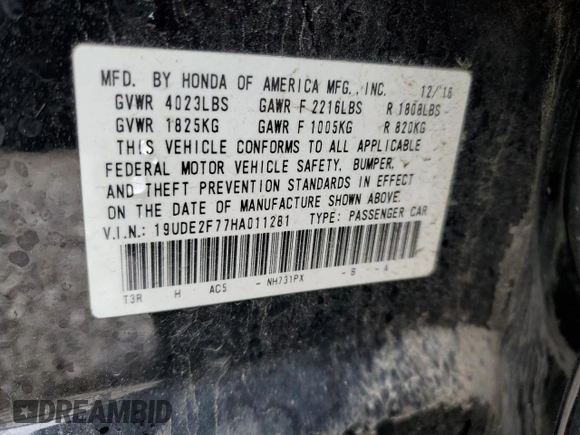 MFD. BY HONDA OF AMERICA MFG., INC. 12/16
GVWR 4023LBS GAWR F 2216LBS R 1808LBS
GVWR 1825KG GAWR F 1005KG R 820KG
THIS VEHICLE CONFORMS TO ALL APPLICABLE
FEDERAL MOTOR VEHICLE SAFETY, BUMPER,
AND THEFT PREVENTION STANDARDS IN EFFECT
ON THE DATE OF MANUFACTURE SHOWN ABOVE.
V.I.N.: 19UDE2F77HA011281 TYPE: PASSENGER CAR
T3R H AC5 - NH731PX - B - A
DREAMBID